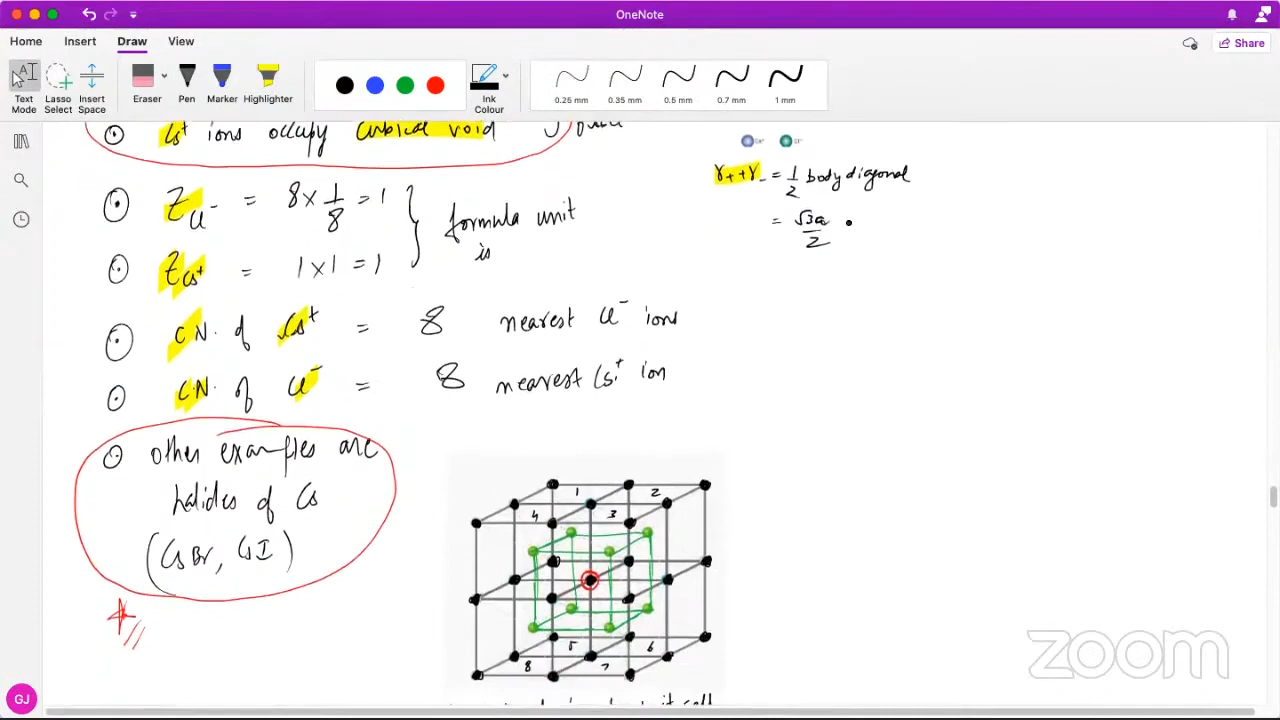 OneNote
Home Insert Draw View
Share
Text Mode
Lasso Select
Insert Space
Eraser
Pen
Marker
Highlighter
Ink Colour
0.25 mm
0.35 mm
0.5 mm
0.7 mm
1 mm
⊙ Cs⁺ ions occupy cubical void
⊙ Z Cl⁻ = 8 × 1/8 = 1
formula unit is
⊙ Z Cs⁺ = 1 × 1 = 1
⊙ C.N. of Cs⁺ = 8 nearest Cl⁻ ions
⊙ C.N. of Cl⁻ = 8 nearest Cs⁺ ion
⊙ other examples are
halides of Cs
(CsBr, CsI)
r₊ + r₋ = 1/2 body diagonal
= √3a/2
1 2
4 3
5 6
8 7
unit cell
GJ
zoom